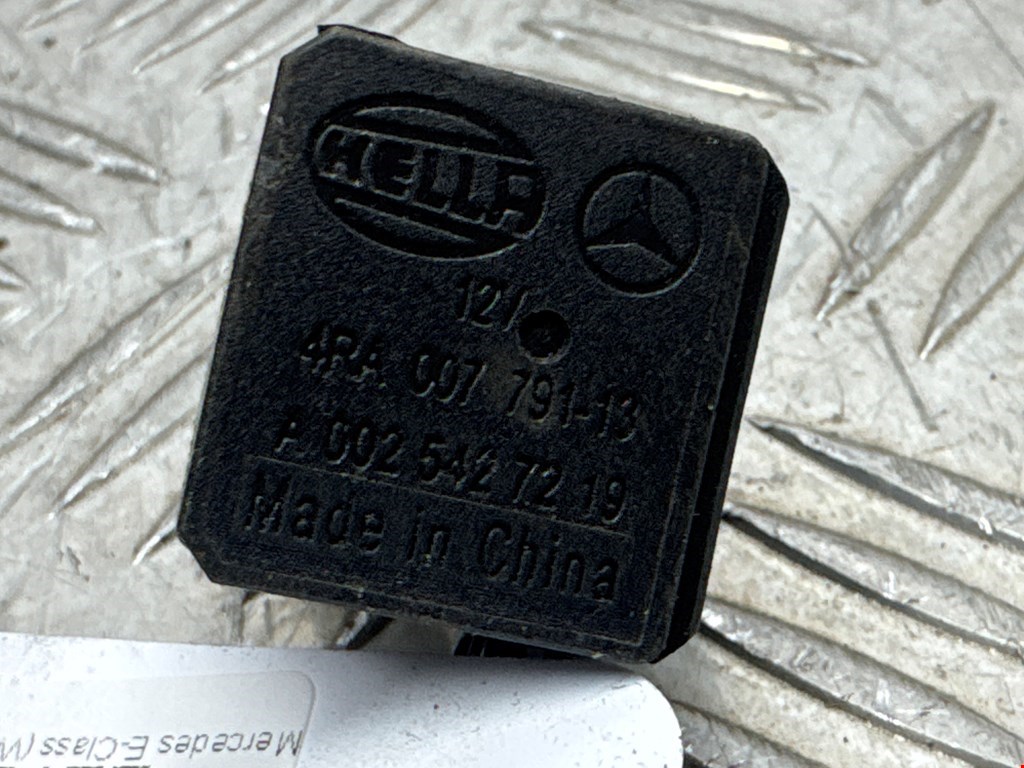 HELLA
12V
4RA 007 791-13
A 002 542 72 19
Made in China
Mercedes E-Class (W